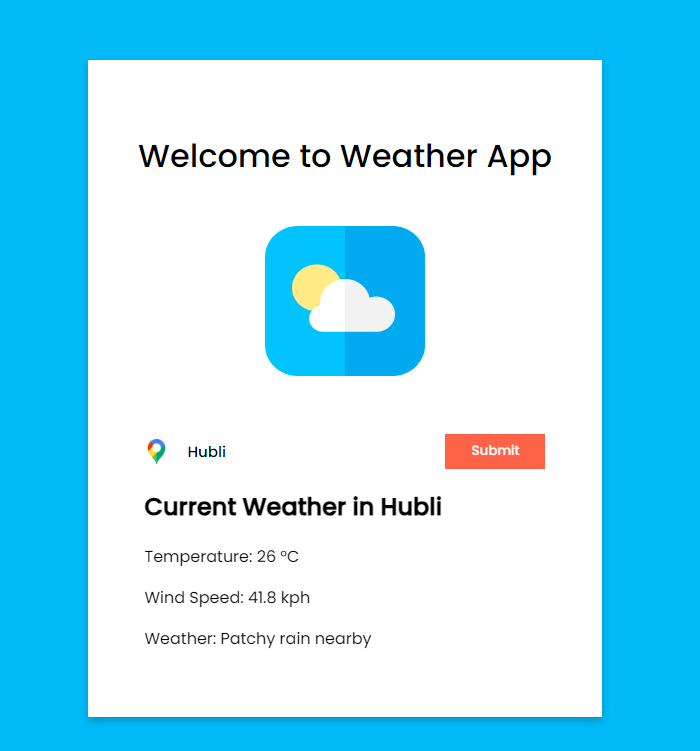 Welcome to Weather App
Hubli
Submit
Current Weather in Hubli
Temperature: 26 °C
Wind Speed: 41.8 kph
Weather: Patchy rain nearby